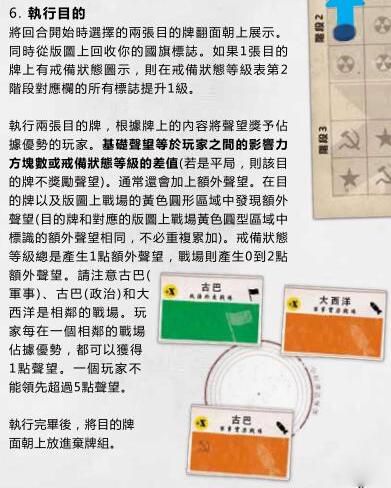 6. 執行目的
將回合開始時選擇的兩張目的牌翻面朝上展示。
同時從版圖上回收你的國旗標誌。如果1張目的
牌上有戒備狀態圖示，則在戒備狀態等級表第2
階段對應欄的所有標誌提升1級。
執行兩張目的牌，根據牌上的內容將聲望獎予佔
據優勢的玩家。基礎聲望等於玩家之間的影響力
方塊數或戒備狀態等級的差值(若是平局，則該目
的牌不獎勵聲望)。通常還會加上額外聲望。在目
的牌以及版圖上戰場的黃色圓形區域中發現額外
聲望(目的牌和對應的版圖上戰場黃色圓型區域中
標識的額外聲望相同，不必重複累加)。戒備狀態
等級總是產生1點額外聲望，戰場則產生0到2點
額外聲望。請注意古巴(
軍事)、古巴(政治)和大
西洋是相鄰的戰場。玩
家每在一個相鄰的戰場
佔據優勢，都可以獲得
1點聲望。一個玩家不
能領先超過5點聲望。
執行完畢後，將目的牌
面朝上放進棄牌組。
階段2
階段3
古巴
大西洋
古巴